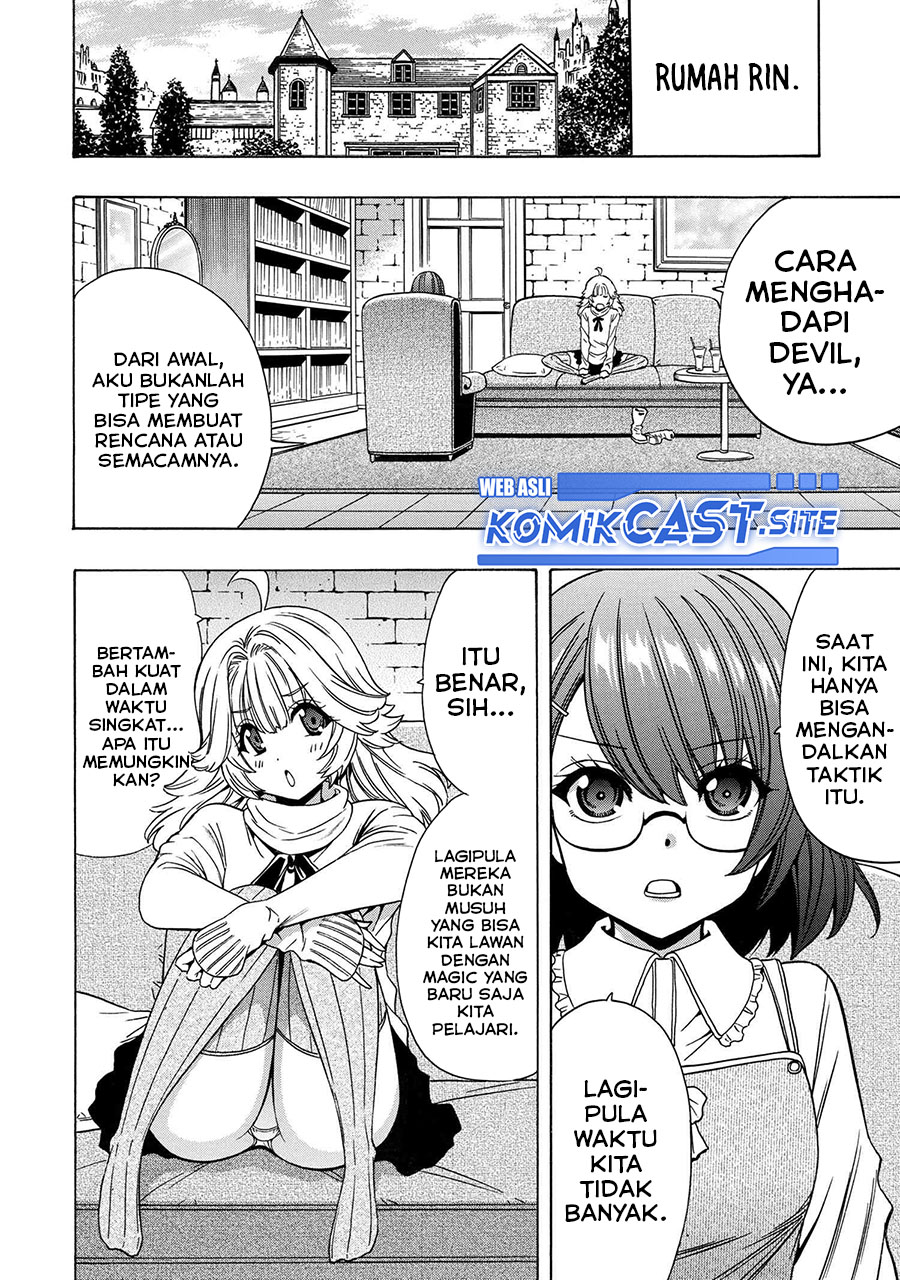 RUMAH RIN.
CARA
MENGHA-
DAPI
DEVIL,
YA...
DARI AWAL,
AKU BUKANLAH
TIPE YANG
BISA MEMBUAT
RENCANA ATAU
SEMACAMNYA.
WEB ASLI
KOMIKCAST.SITE
SAAT
INI, KITA
HANYA
BISA
MENGAN-
DALKAN
TAKTIK
ITU.
LAGI-
PULA
WAKTU
KITA
TIDAK
BANYAK.
ITU
BENAR,
SIH...
LAGIPULA
MEREKA
BUKAN
MUSUH
YANG BISA
KITA LAWAN
DENGAN
MAGIC YANG
BARU SAJA
KITA
PELAJARI.
BERTAM-
BAH KUAT
DALAM
WAKTU
SINGKAT...
APA ITU
MEMUNGKIN
KAN?